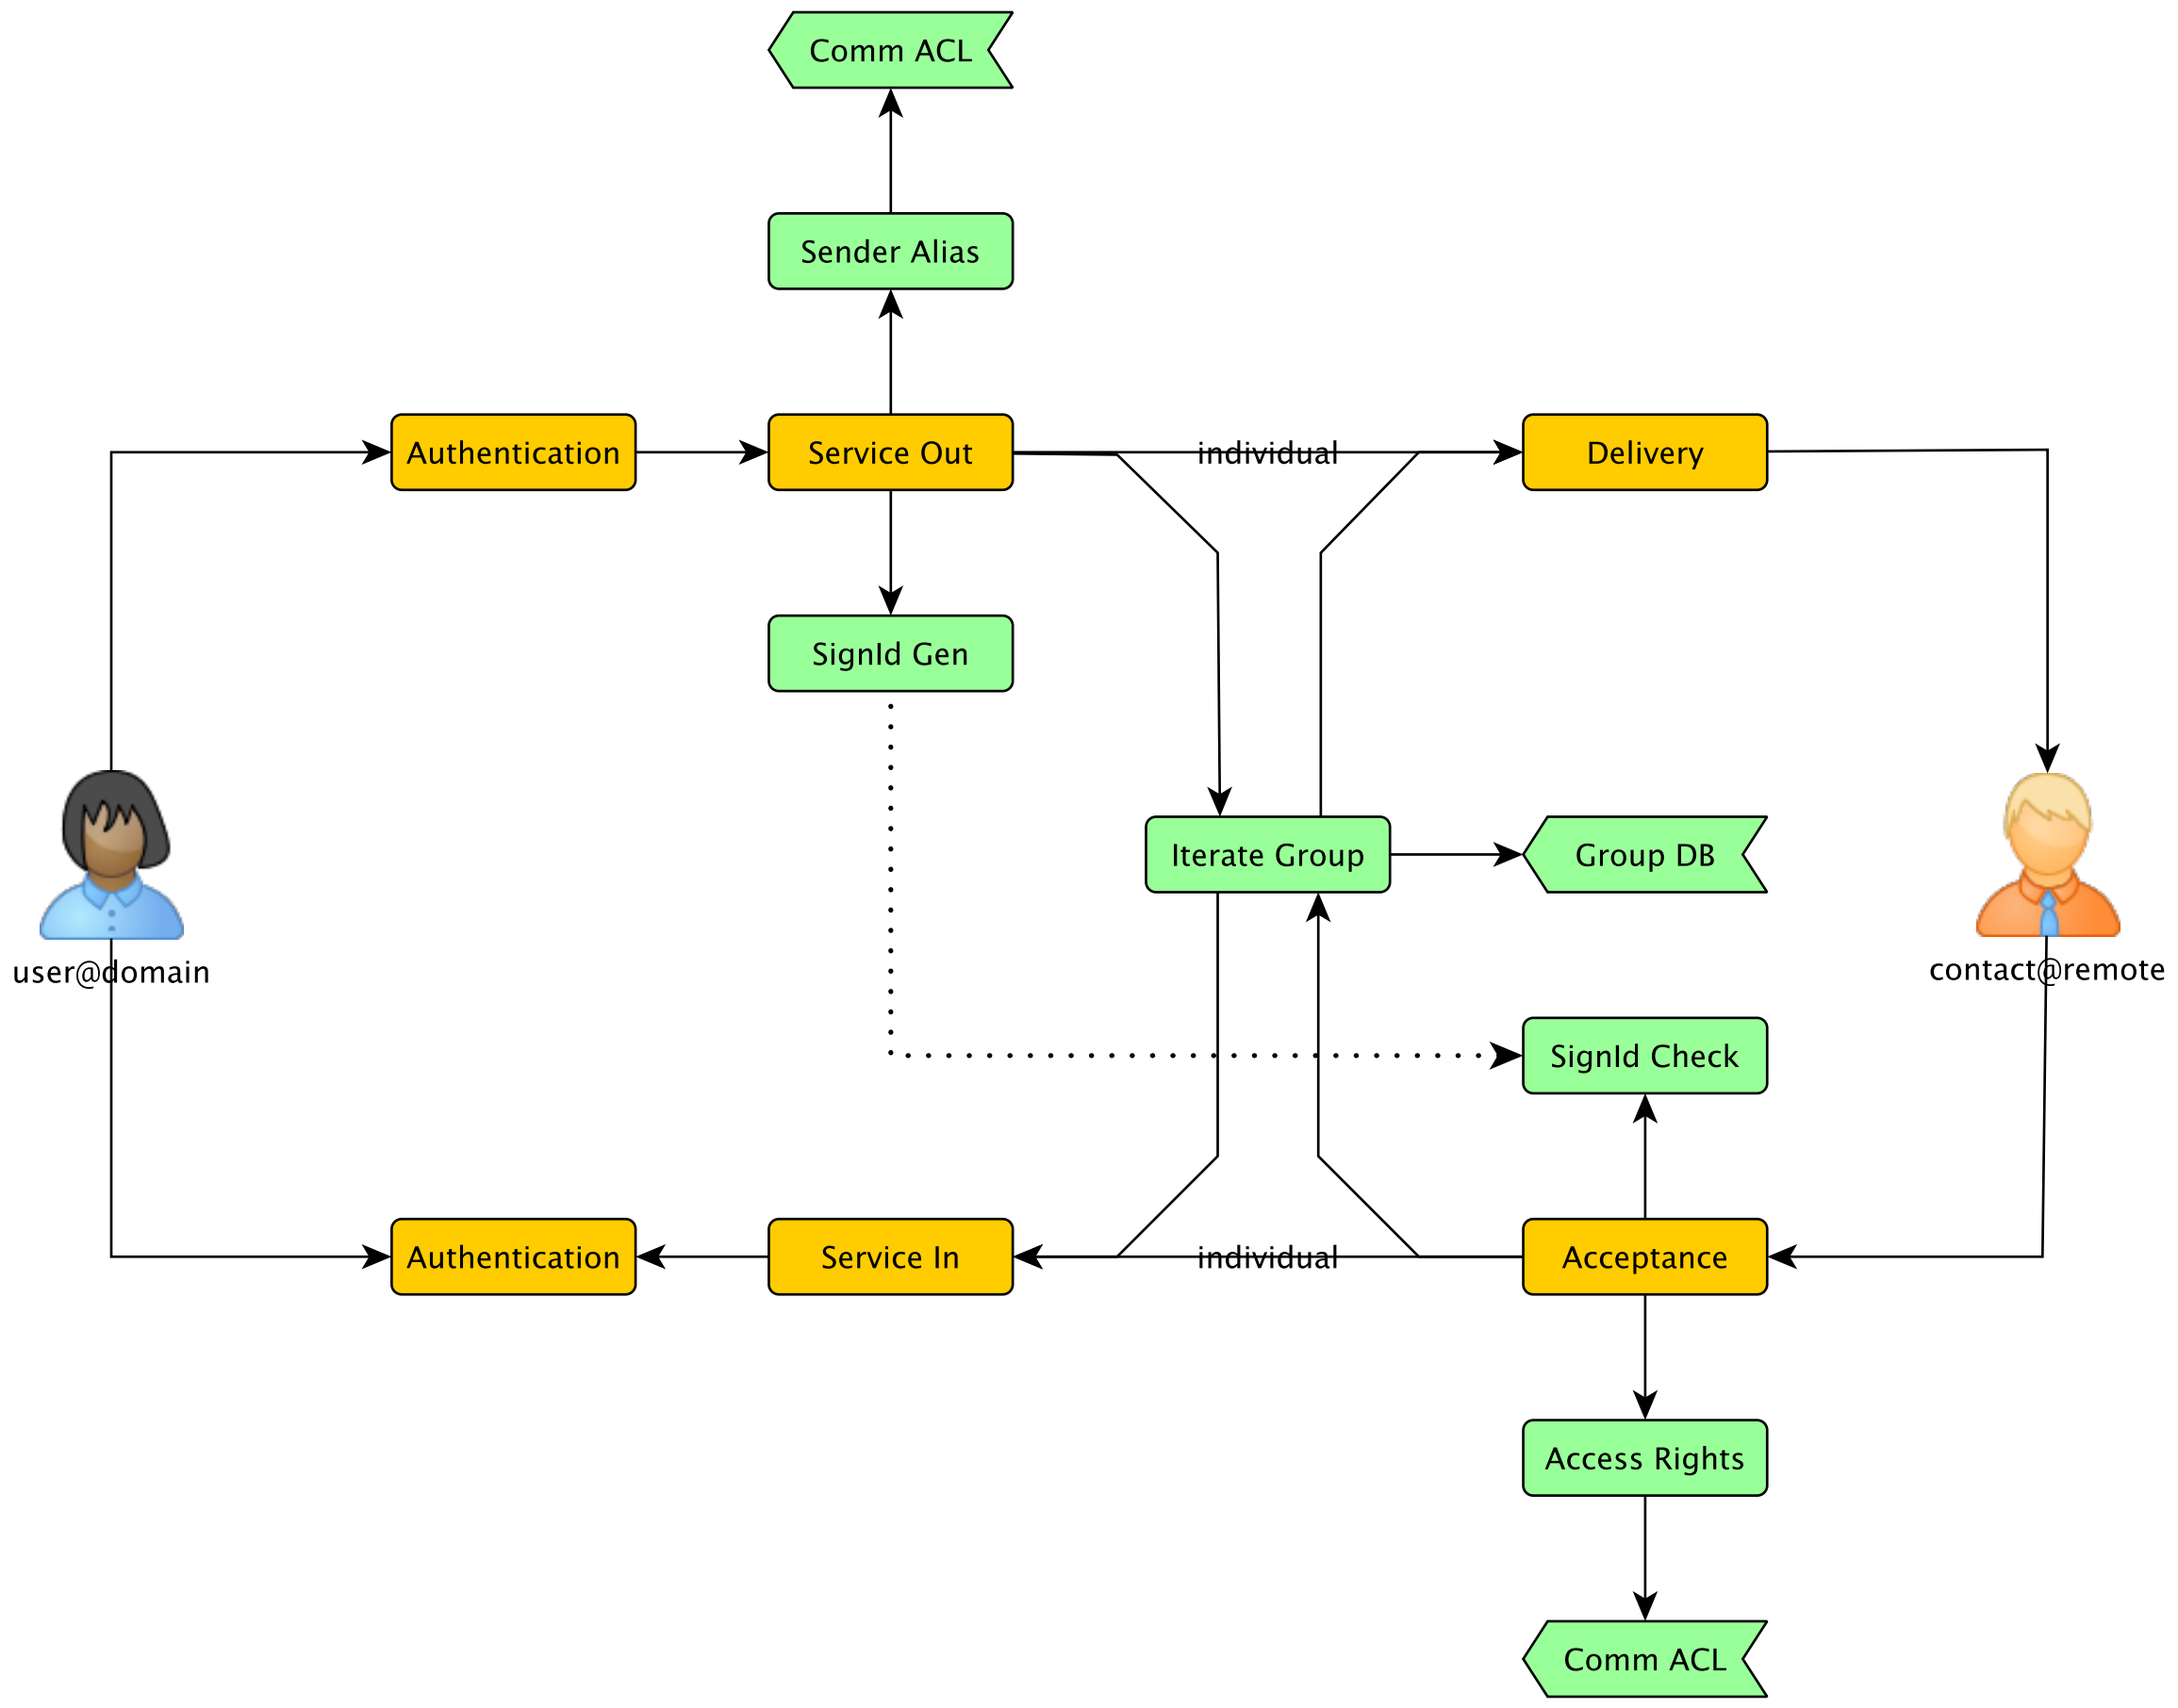 Comm ACL
Sender Alias
Authentication
Service Out
individual
Delivery
SignId Gen
Iterate Group
Group DB
user@domain
contact@remote
SignId Check
Authentication
Service In
individual
Acceptance
Access Rights
Comm ACL